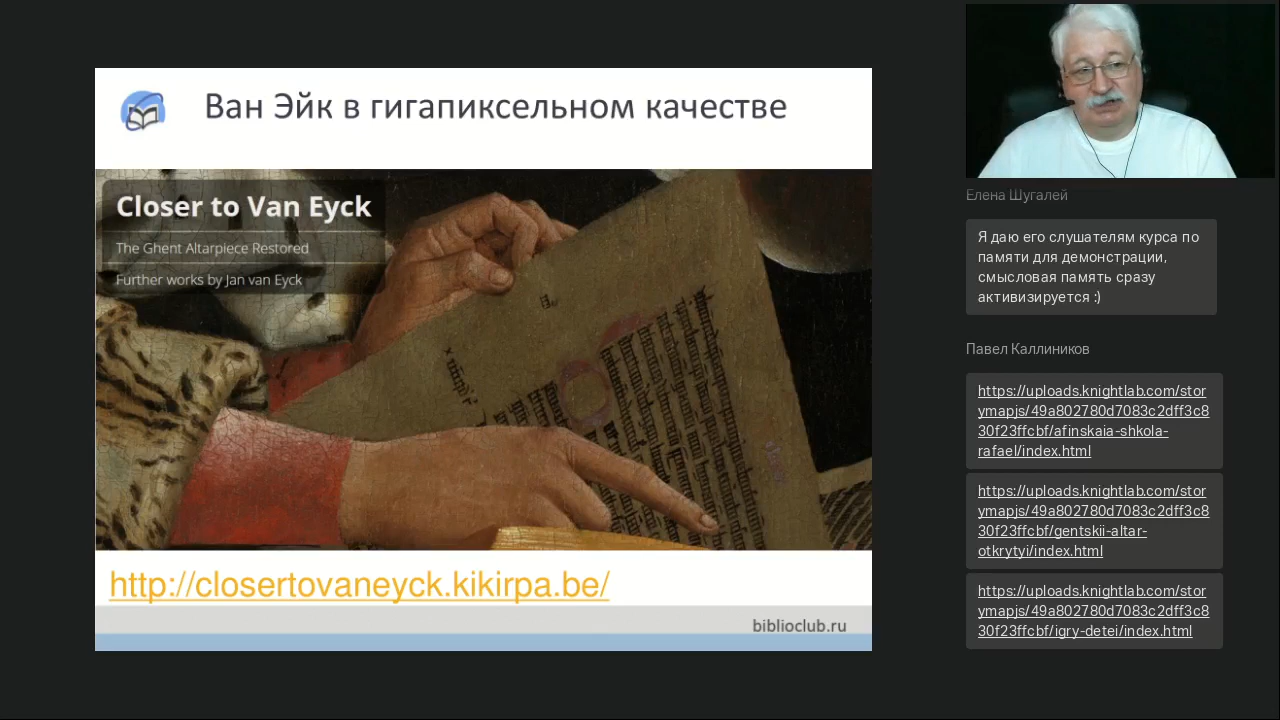 Ван Эйк в гигапиксельном качестве
Closer to Van Eyck
The Ghent Altarpiece Restored
Further works by Jan van Eyck
http://closertovaneyck.kikirpa.be/
biblioclub.ru
Елена Шугалей
Я даю его слушателям курса по
памяти для демонстрации,
смысловая память сразу
активизируется :)
Павел Каллиников
https://uploads.knightlab.com/stor
ymapjs/49a802780d7083c2dff3c8
30f23ffcbf/afinskaia-shkola-
rafael/index.html
https://uploads.knightlab.com/stor
ymapjs/49a802780d7083c2dff3c8
30f23ffcbf/gentskii-altar-
otkrytyi/index.html
https://uploads.knightlab.com/stor
ymapjs/49a802780d7083c2dff3c8
30f23ffcbf/igry-detei/index.html